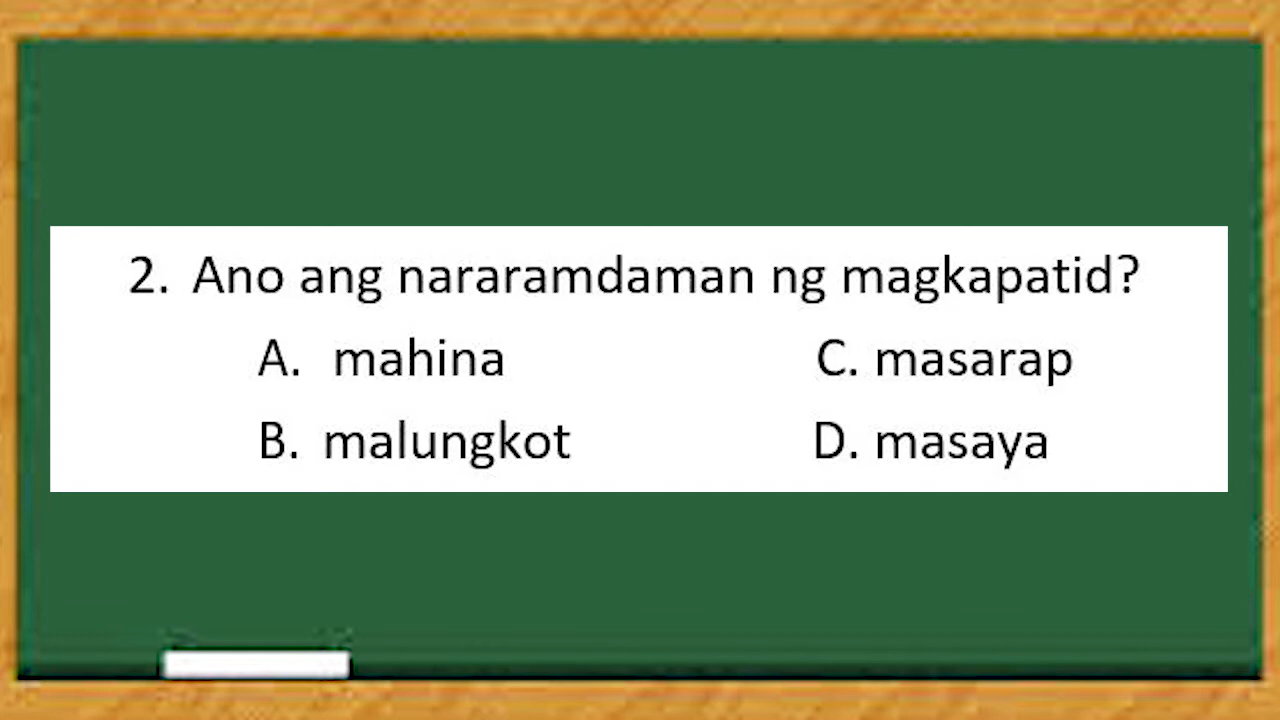 2. Ano ang nararamdaman ng magkapatid?
A. mahina C. masarap
B. malungkot D. masaya